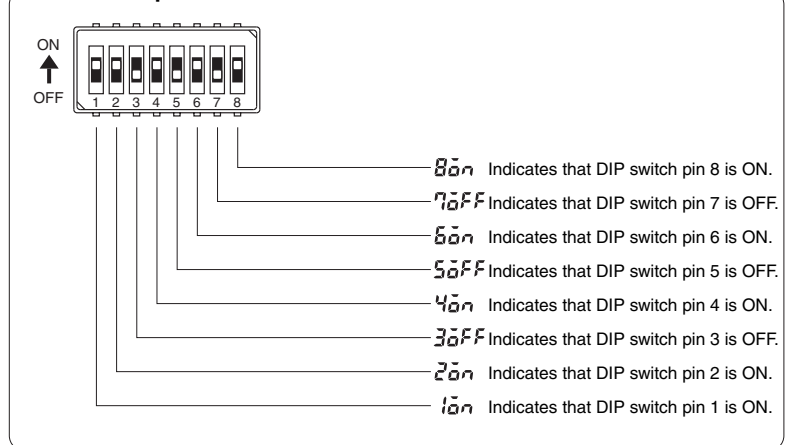 ON
OFF
1 2 3 4 5 6 7 8
8on Indicates that DIP switch pin 8 is ON.
7oFF Indicates that DIP switch pin 7 is OFF.
6on Indicates that DIP switch pin 6 is ON.
5oFF Indicates that DIP switch pin 5 is OFF.
4on Indicates that DIP switch pin 4 is ON.
3oFF Indicates that DIP switch pin 3 is OFF.
2on Indicates that DIP switch pin 2 is ON.
1on Indicates that DIP switch pin 1 is ON.